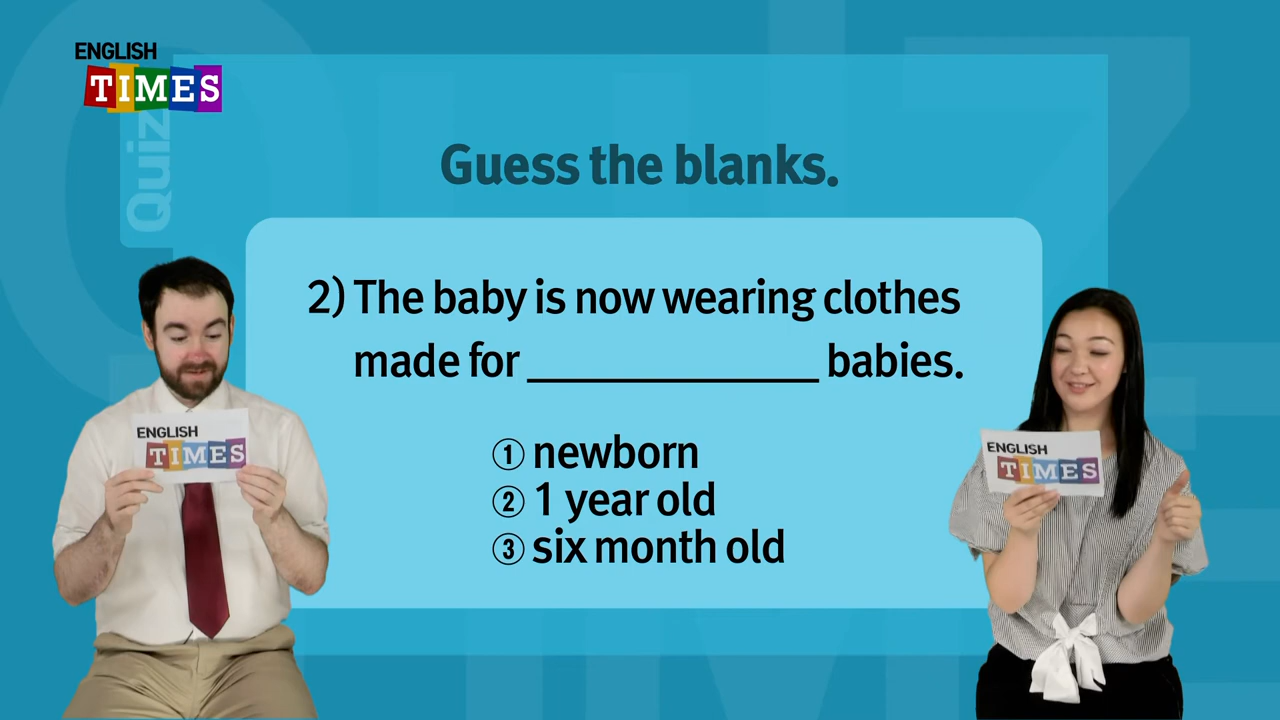 ENGLISH
TIMES
Quiz
Guess the blanks.
2) The baby is now wearing clothes
made for ____________ babies.
① newborn
② 1 year old
③ six month old
ENGLISH
TIMES
ENGLISH
TIMES